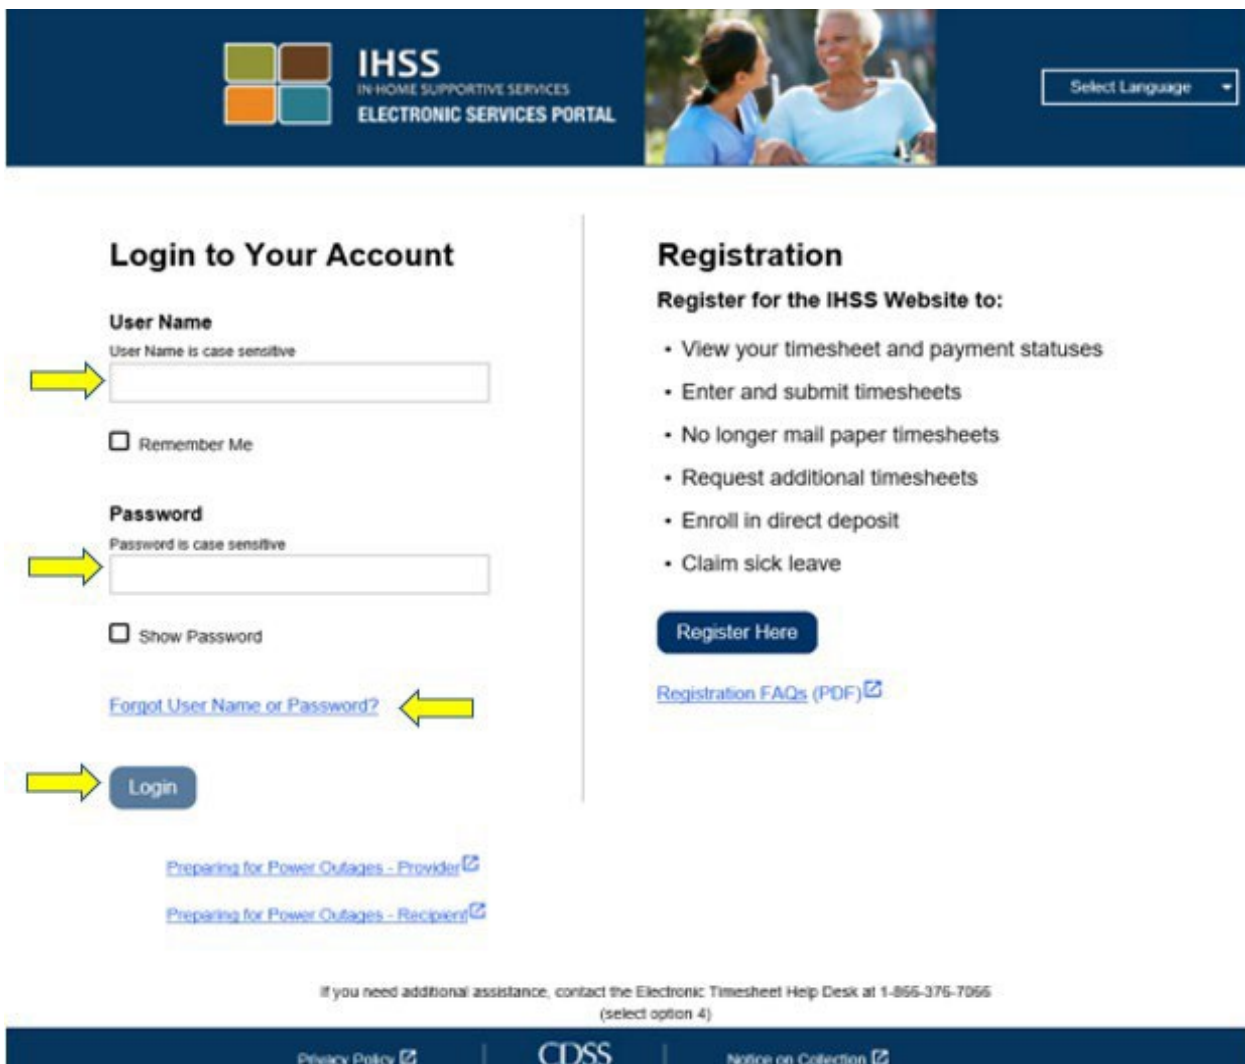 IHSS
IN-HOME SUPPORTIVE SERVICES
ELECTRONIC SERVICES PORTAL
Select Language
Login to Your Account
User Name
User Name is case sensitive
Remember Me
Password
Password is case sensitive
Show Password
Forgot User Name or Password?
Login
Preparing for Power Outages - Provider
Preparing for Power Outages - Recipient
Registration
Register for the IHSS Website to:
• View your timesheet and payment statuses
• Enter and submit timesheets
• No longer mail paper timesheets
• Request additional timesheets
• Enroll in direct deposit
• Claim sick leave
Register Here
Registration FAQs (PDF)
If you need additional assistance, contact the Electronic Timesheet Help Desk at 1-866-376-7066
(select option 4)
Privacy Policy
CDSS
Notice on Collection